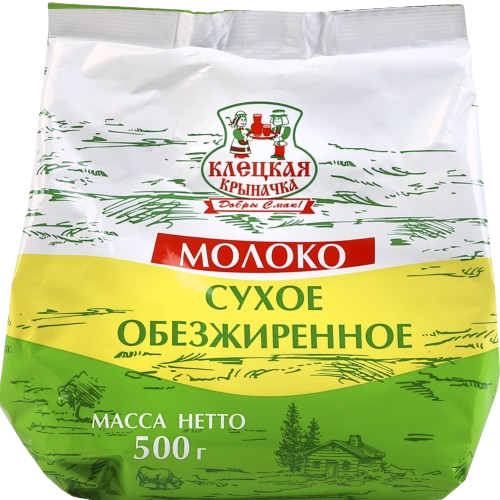 КЛЕЦКАЯ
КРЫНАЧКА
Добры Смак!
МОЛОКО
СУХОЕ
ОБЕЗЖИРЕННОЕ
МАССА НЕТТО
500 г